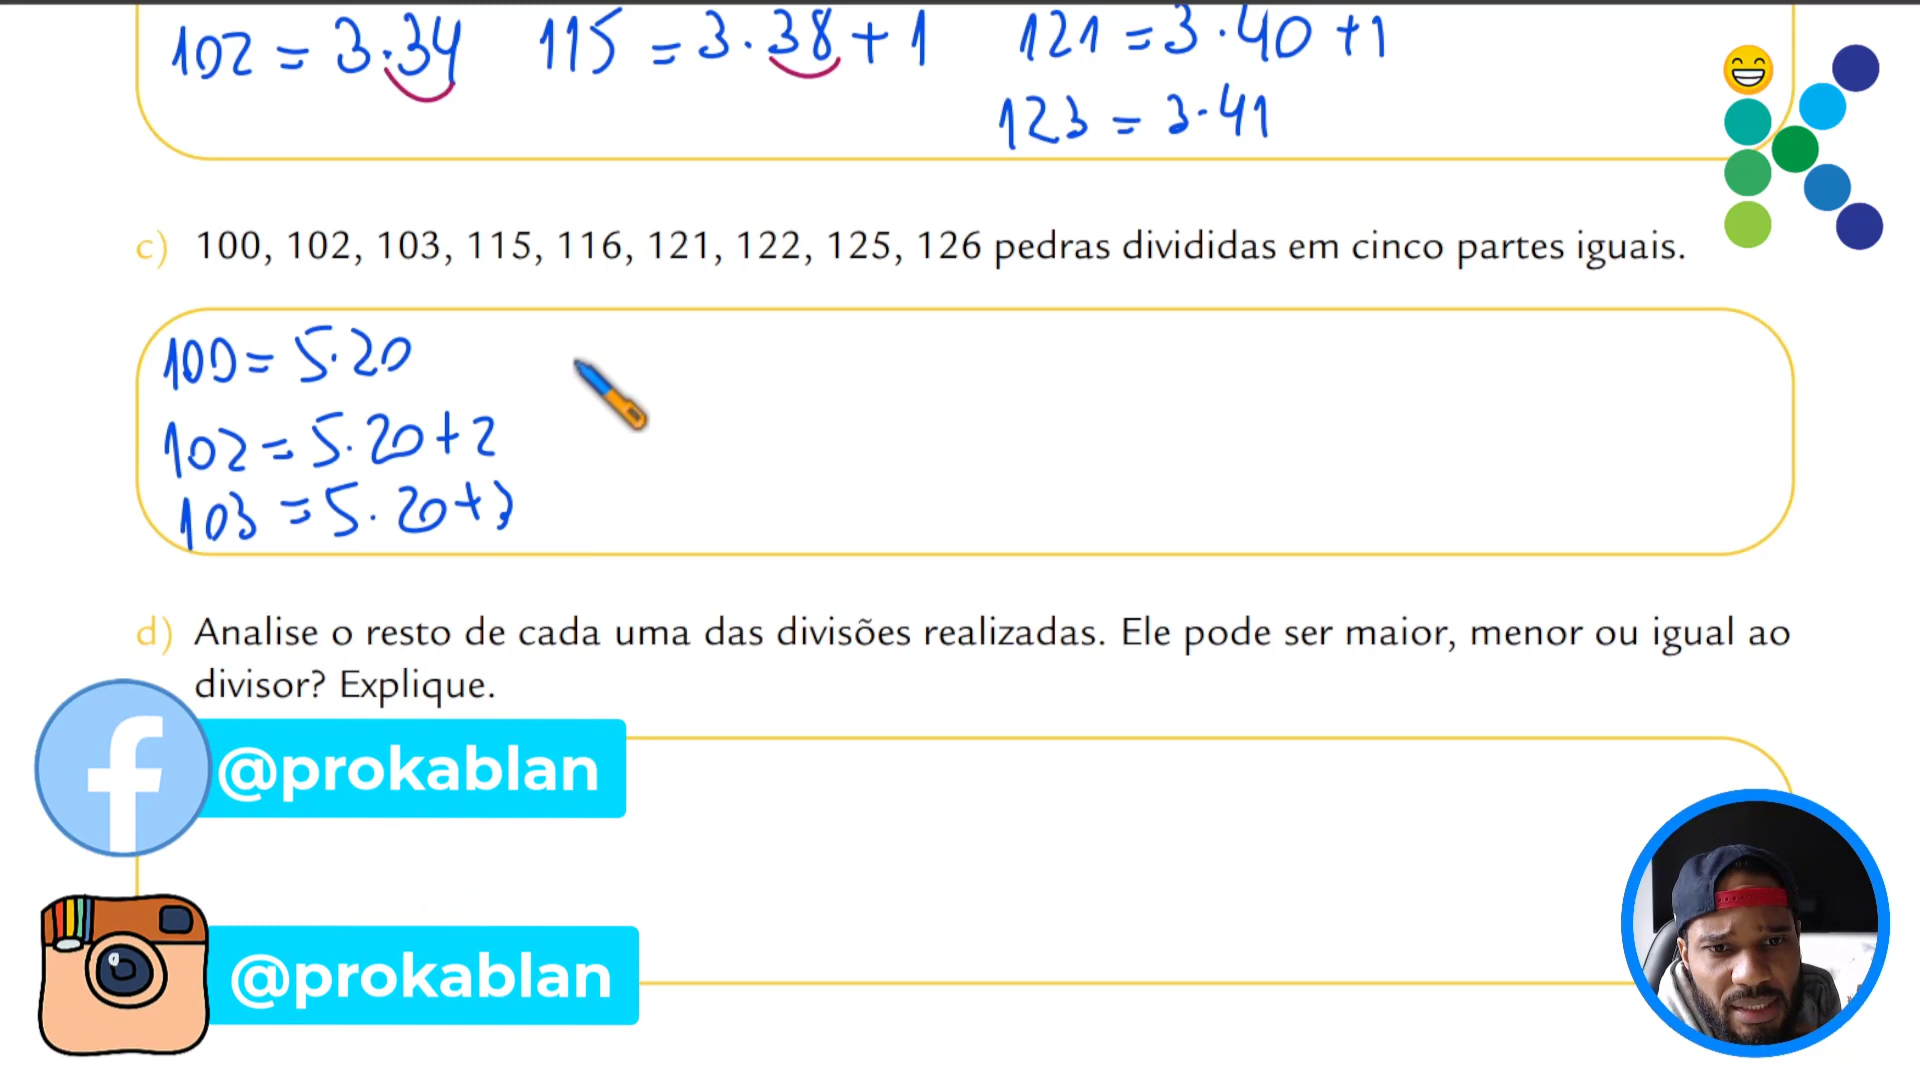 102 = 3·34 115 = 3·38 + 1 121 = 3·40 + 1
123 = 3·41
c) 100, 102, 103, 115, 116, 121, 122, 125, 126 pedras divididas em cinco partes iguais.
100 = 5·20
102 = 5·20 + 2
103 = 5·20 + 3
d) Analise o resto de cada uma das divisões realizadas. Ele pode ser maior, menor ou igual ao
divisor? Explique.
@prokablan
@prokablan